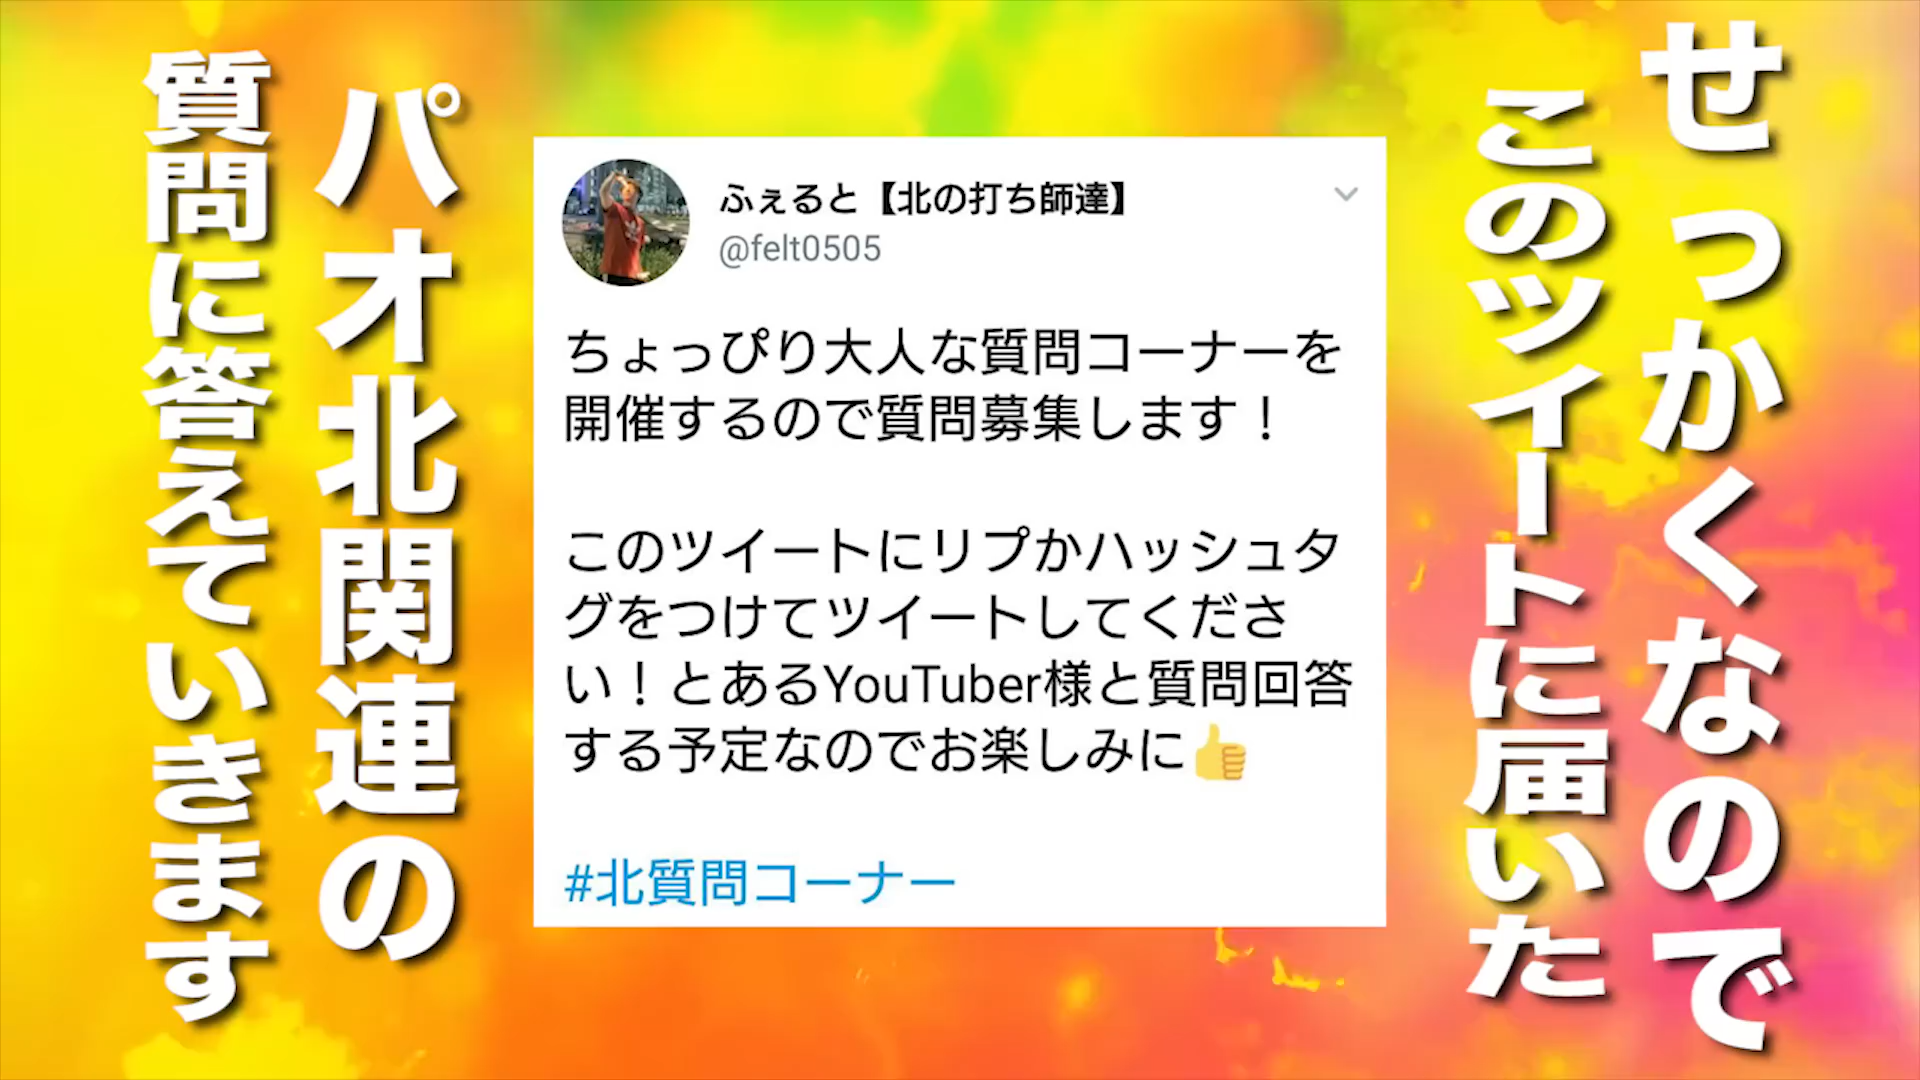 せっかくなので
このツイートに届いた
ふぇると【北の打ち師達】
@felt0505
ちょっぴり大人な質問コーナーを
開催するので質問募集します！
このツイートにリプかハッシュタ
グをつけてツイートしてくださ
い！とあるYouTuber様と質問回答
する予定なのでお楽しみに👍
#北質問コーナー
パオ北関連の
質問に答えていきます